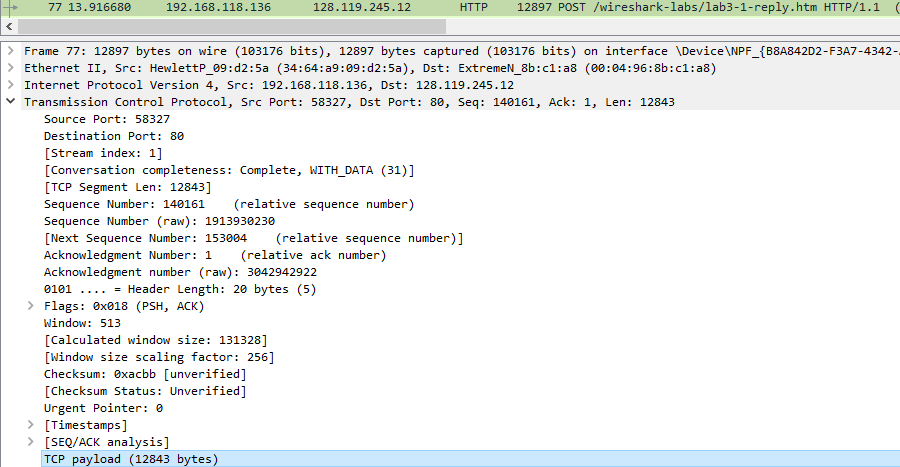 77 13.916680 192.168.118.136 128.119.245.12 HTTP 12897 POST /wireshark-labs/lab3-1-reply.htm HTTP/1.1 (
Frame 77: 12897 bytes on wire (103176 bits), 12897 bytes captured (103176 bits) on interface \Device\NPF_{B8A842D2-F3A7-4342-
Ethernet II, Src: HewlettP_09:d2:5a (34:64:a9:09:d2:5a), Dst: ExtremeN_8b:c1:a8 (00:04:96:8b:c1:a8)
Internet Protocol Version 4, Src: 192.168.118.136, Dst: 128.119.245.12
Transmission Control Protocol, Src Port: 58327, Dst Port: 80, Seq: 140161, Ack: 1, Len: 12843
Source Port: 58327
Destination Port: 80
[Stream index: 1]
[Conversation completeness: Complete, WITH_DATA (31)]
[TCP Segment Len: 12843]
Sequence Number: 140161 (relative sequence number)
Sequence Number (raw): 1913930230
[Next Sequence Number: 153004 (relative sequence number)]
Acknowledgment Number: 1 (relative ack number)
Acknowledgment number (raw): 3042942922
0101 .... = Header Length: 20 bytes (5)
Flags: 0x018 (PSH, ACK)
Window: 513
[Calculated window size: 131328]
[Window size scaling factor: 256]
Checksum: 0xacbb [unverified]
[Checksum Status: Unverified]
Urgent Pointer: 0
[Timestamps]
[SEQ/ACK analysis]
TCP payload (12843 bytes)